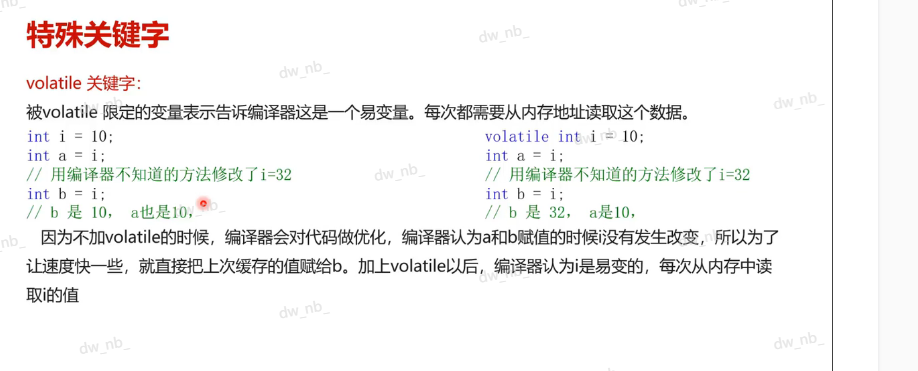 特殊关键字
volatile 关键字：
被volatile 限定的变量表示告诉编译器这是一个易变量。每次都需要从内存地址读取这个数据。
int i = 10;
int a = i;
// 用编译器不知道的方法修改了i=32
int b = i;
// b 是 10， a也是10，
volatile int i = 10;
int a = i;
// 用编译器不知道的方法修改了i=32
int b = i;
// b 是 32， a是10，
因为不加volatile的时候，编译器会对代码做优化，编译器认为a和b赋值的时候i没有发生改变，所以为了
让速度快一些，就直接把上次缓存的值赋给b。加上volatile以后，编译器认为i是易变的，每次从内存中读
取i的值
dw_nb_
dw_nb_
dw_nb_
dw_nb_
dw_nb_
dw_nb_
dw_nb_
dw_nb_
dw_nb_
dw_nb_
dw_nb_
dw_nb_